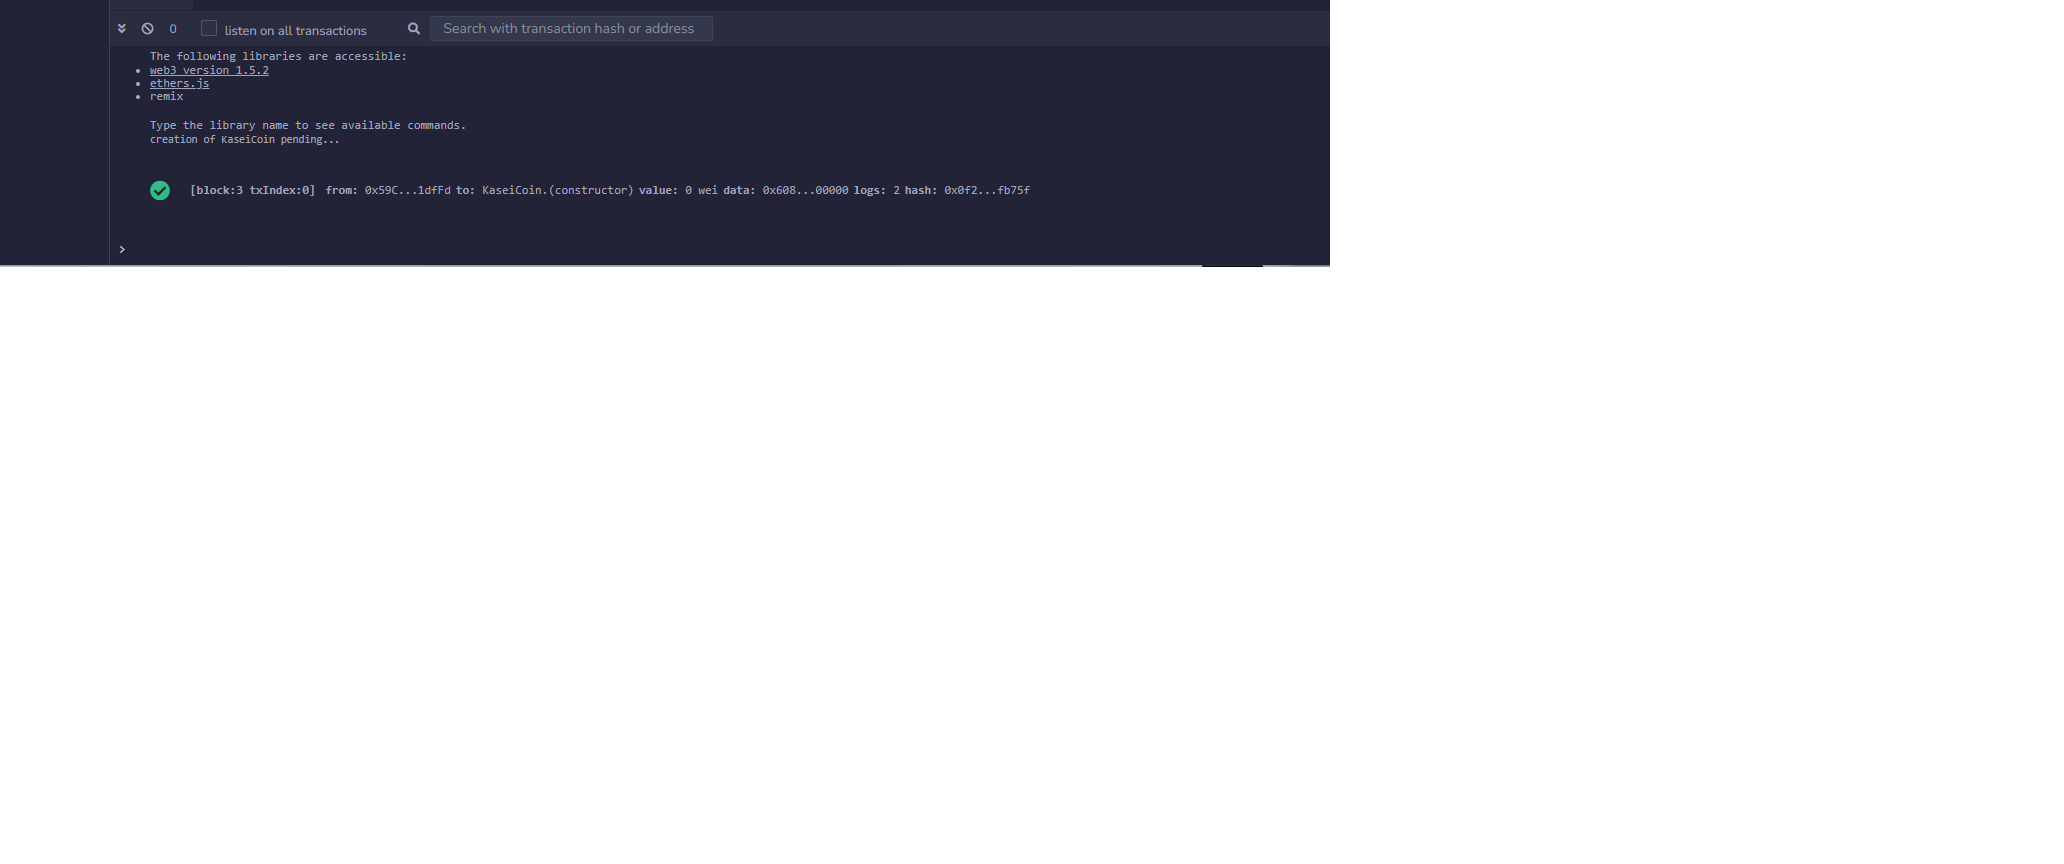 0 listen on all transactions Search with transaction hash or address
The following libraries are accessible:
web3 version 1.5.2
ethers.js
remix
Type the library name to see available commands.
creation of KaseiCoin pending...
[block:3 txIndex:0] from: 0x59C...1dfFd to: KaseiCoin.(constructor) value: 0 wei data: 0x608...00000 logs: 2 hash: 0x0f2...fb75f
>